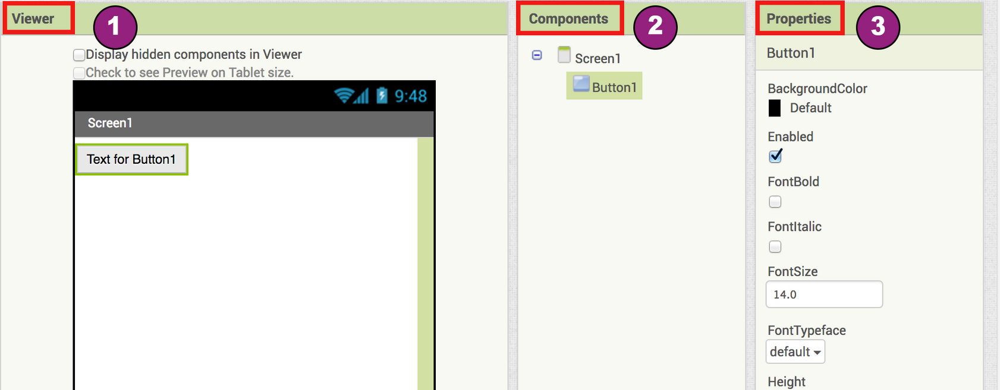 Viewer
1
Display hidden components in Viewer
Check to see Preview on Tablet size.
9:48
Screen1
Text for Button1
Components
2
Screen1
Button1
Properties
3
Button1
BackgroundColor
Default
Enabled
FontBold
FontItalic
FontSize
14.0
FontTypeface
default
Height